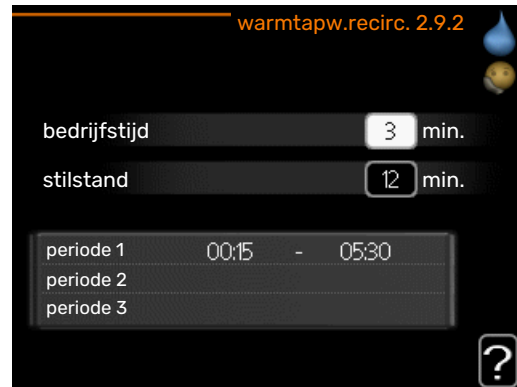 warmtapw.recirc. 2.9.2
bedrijfstijd 3 min.
stilstand 12 min.
periode 1 00:15 - 05:30
periode 2
periode 3
?